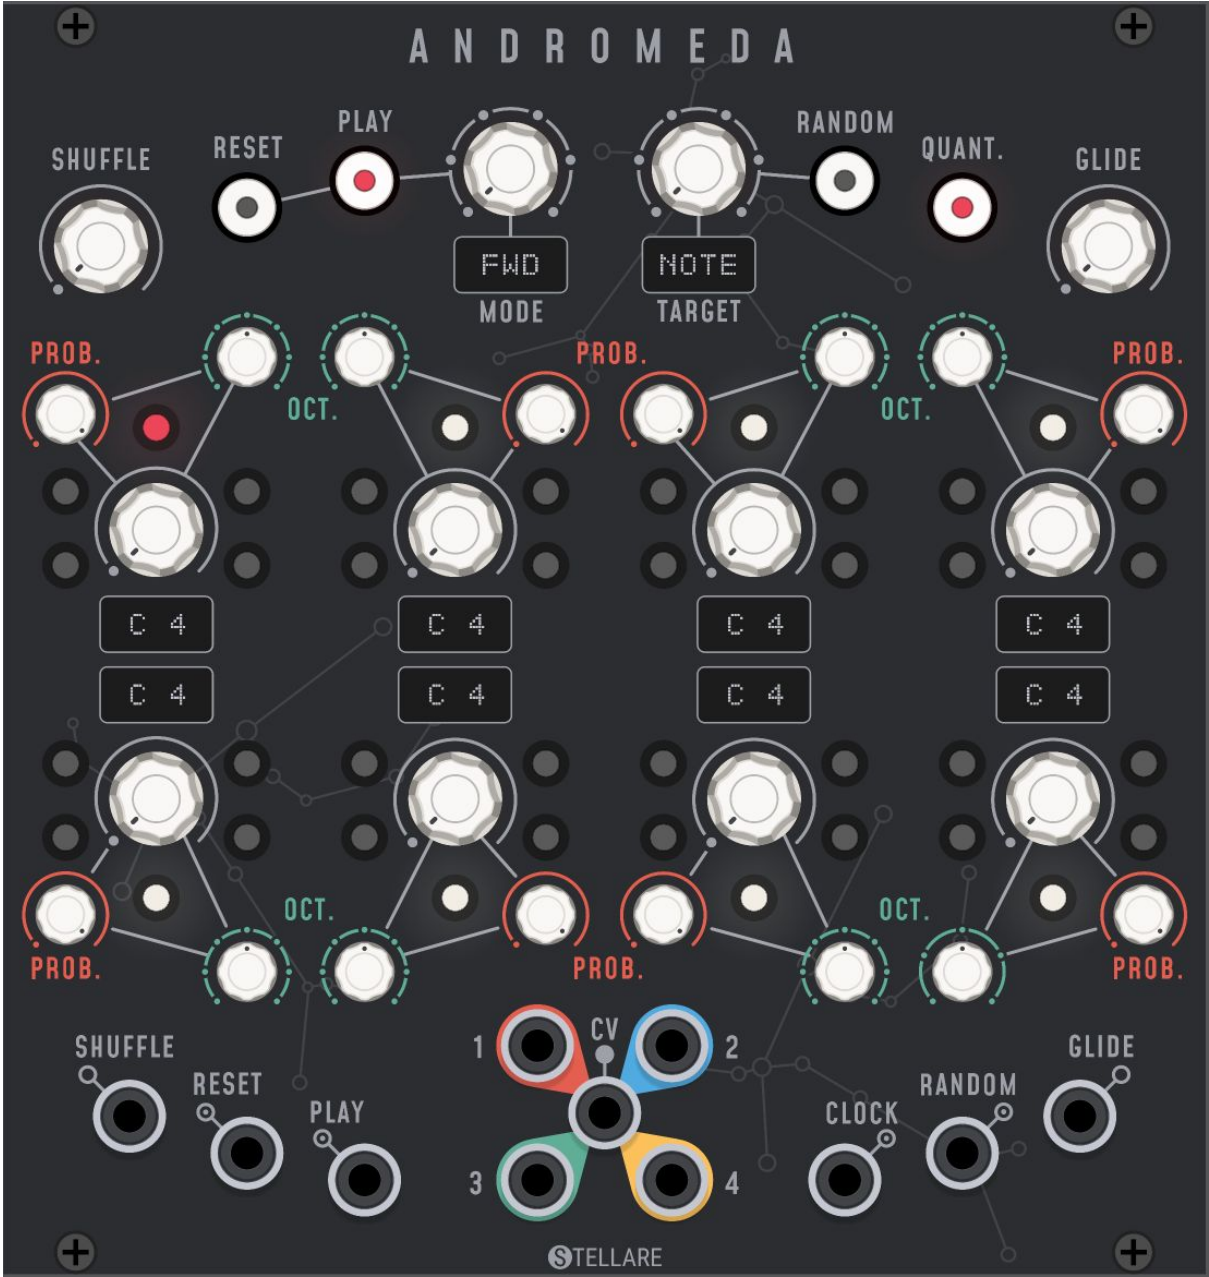 ANDROMEDA
SHUFFLE
RESET
PLAY
RANDOM
QUANT.
GLIDE
FWD
NOTE
MODE
TARGET
PROB.
OCT.
PROB.
OCT.
PROB.
C 4
C 4
C 4
C 4
C 4
C 4
C 4
C 4
OCT.
OCT.
PROB.
PROB.
PROB.
SHUFFLE
RESET
PLAY
1
CV
2
3
4
CLOCK
RANDOM
GLIDE
STELLARE